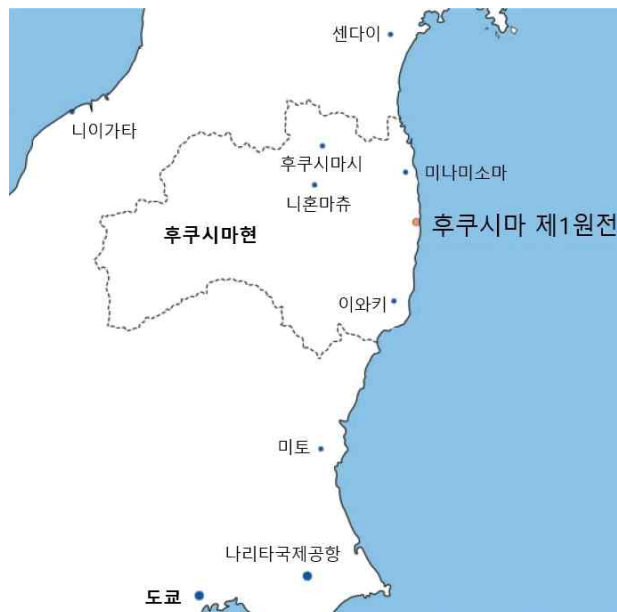 센다이
니이가타
후쿠시마시
미나미소마
니혼마츄
후쿠시마 제1원전
후쿠시마현
이와키
미토
나리타국제공항
도쿄